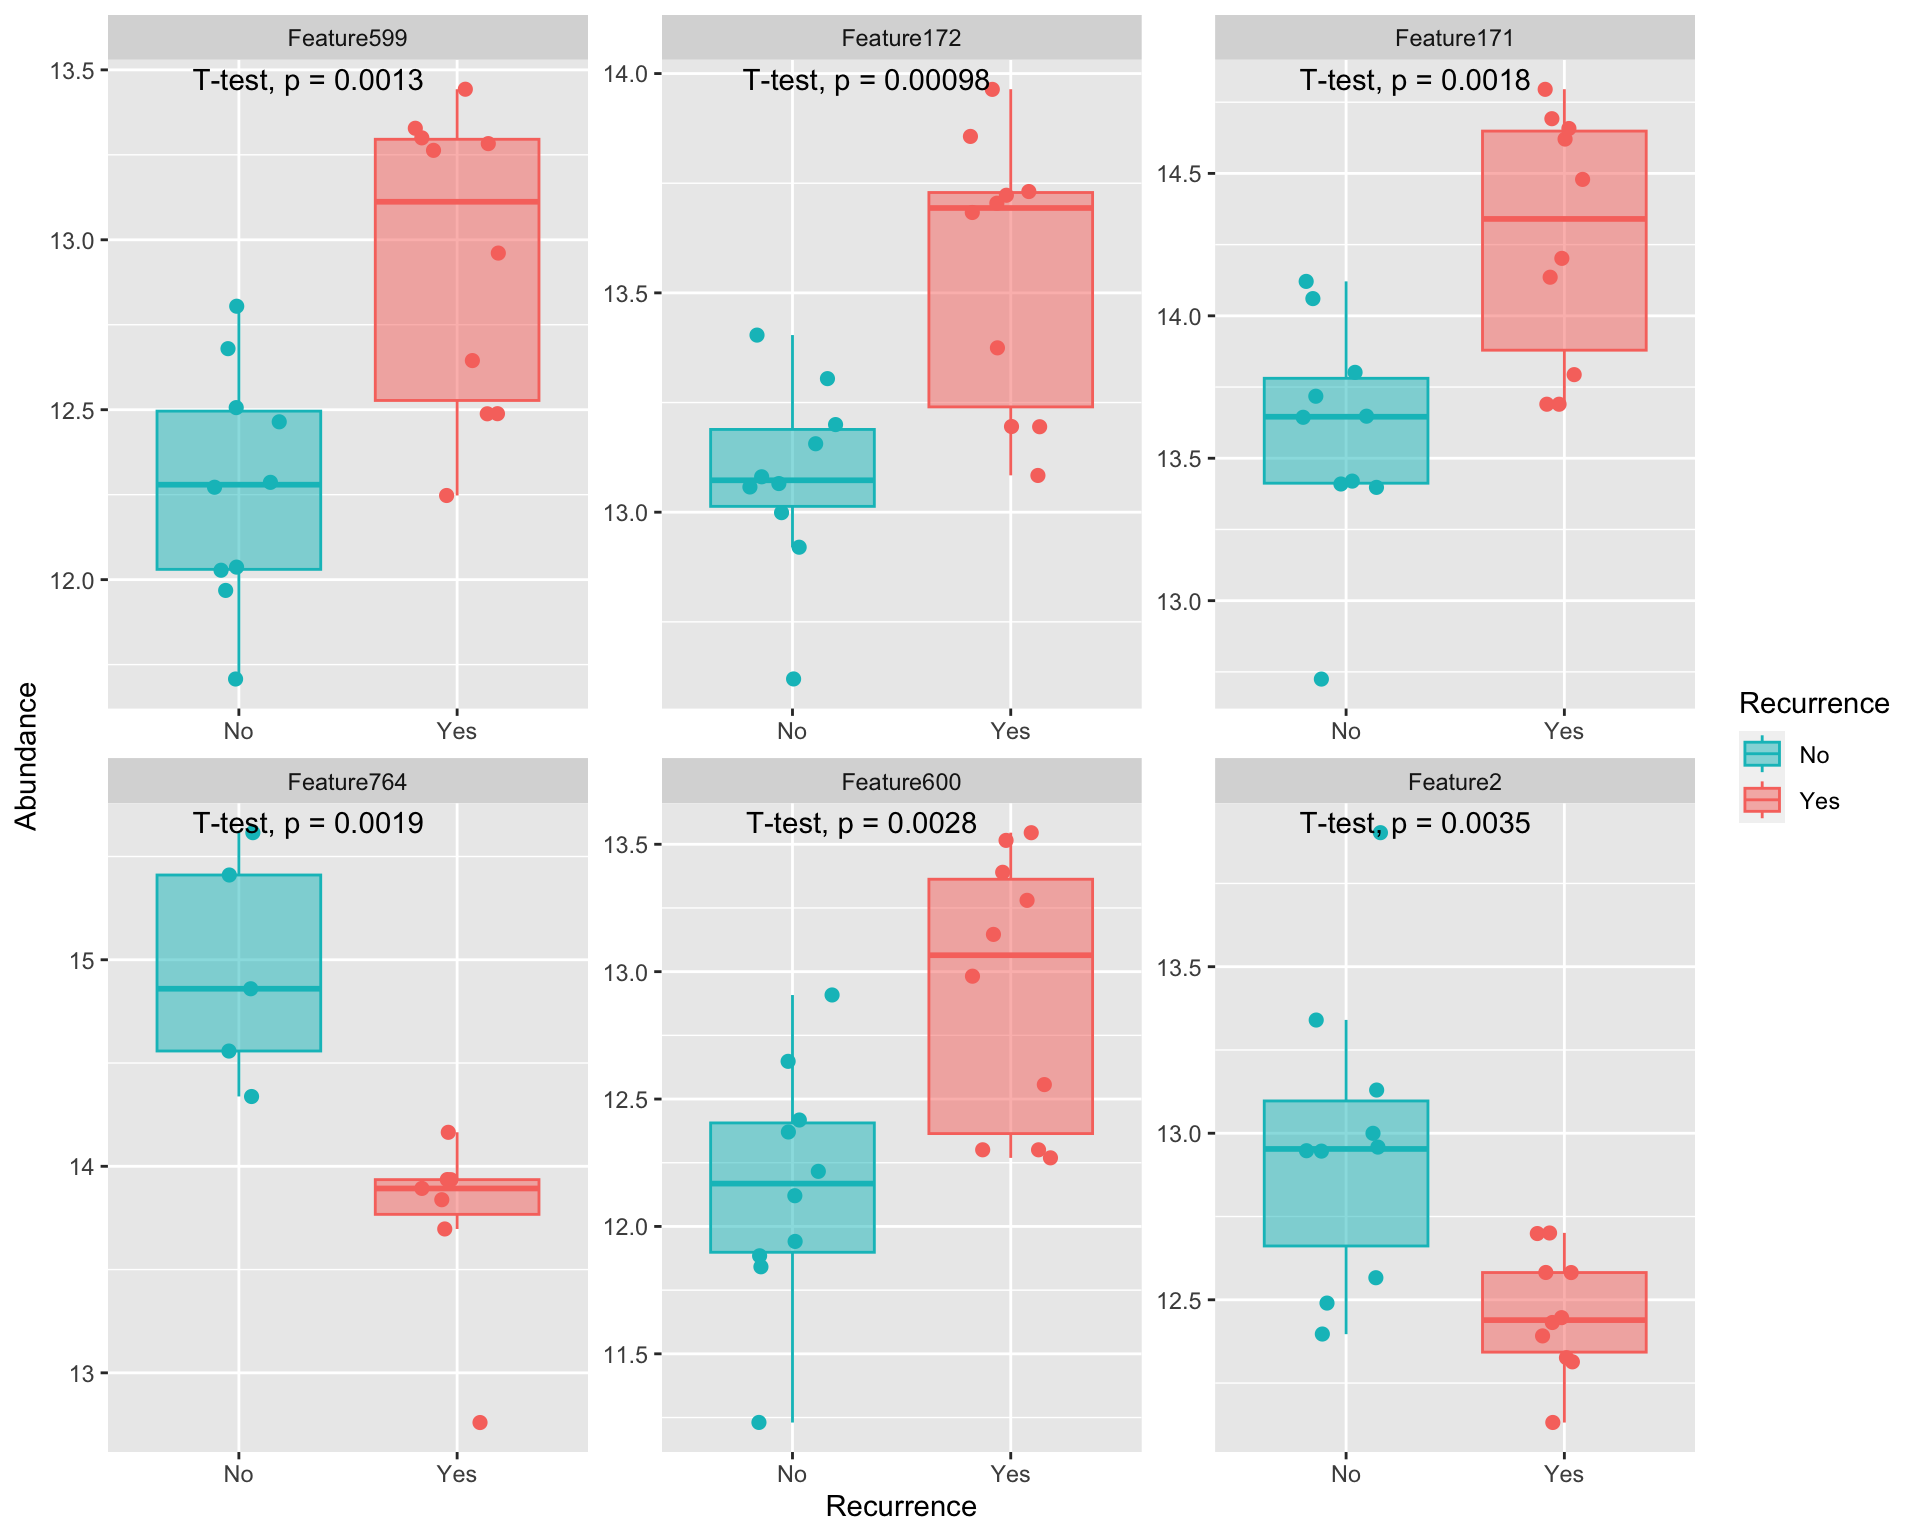 Feature599
Feature172
Feature171
T-test, p = 0.0013
T-test, p = 0.00098
T-test, p = 0.0018
13.5
13.0
12.5
12.0
14.0
13.5
13.0
14.5
14.0
13.5
13.0
No
Yes
No
Yes
No
Yes
Abundance
Feature764
Feature600
Feature2
T-test, p = 0.0019
T-test, p = 0.0028
T-test, p = 0.0035
15
14
13
13.5
13.0
12.5
12.0
11.5
13.5
13.0
12.5
No
Yes
No
Yes
No
Yes
Recurrence
Recurrence
No
Yes